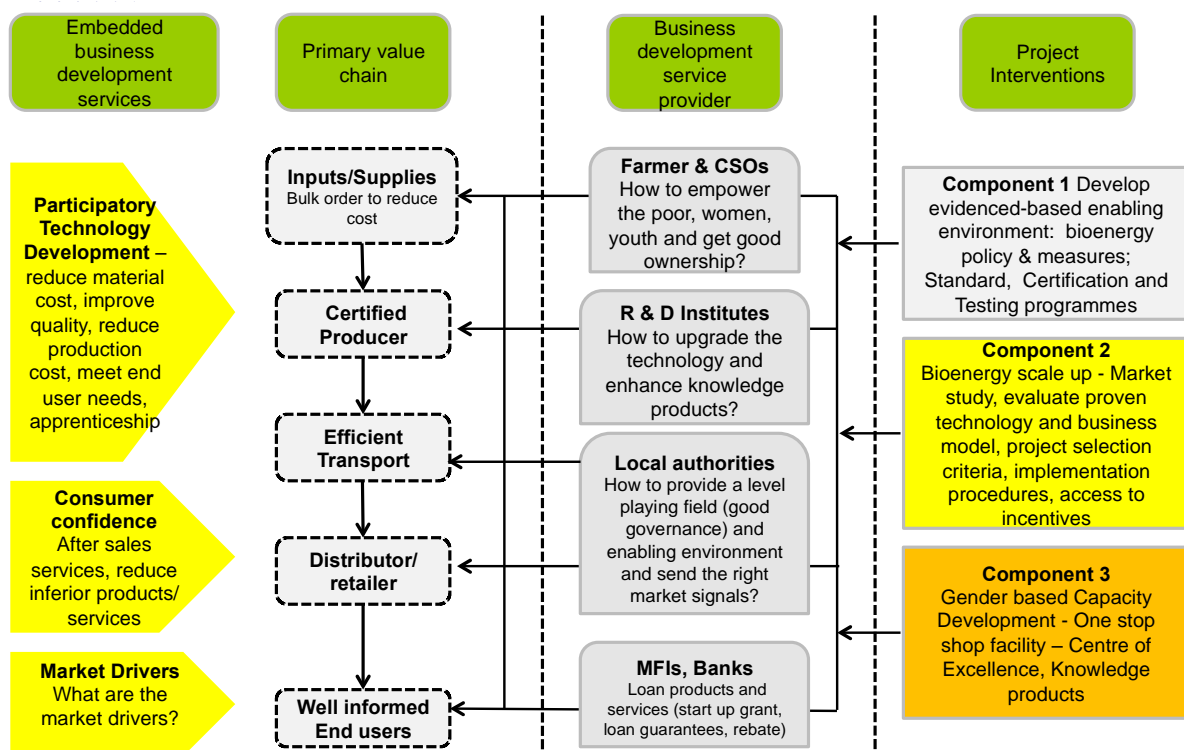 Embedded
business
development
services
Primary value
chain
Business
development
service
provider
Project
Interventions
Participatory
Technology
Development –
reduce material
cost, improve
quality, reduce
production
cost, meet end
user needs,
apprenticeship
Consumer
confidence
After sales
services, reduce
inferior products/
services
Market Drivers
What are the
market drivers?
Inputs/Supplies
Bulk order to reduce
cost
Certified
Producer
Efficient
Transport
Distributor/
retailer
Well informed
End users
Farmer & CSOs
How to empower
the poor, women,
youth and get good
ownership?
R & D Institutes
How to upgrade the
technology and
enhance knowledge
products?
Local authorities
How to provide a level
playing field (good
governance) and
enabling environment
and send the right
market signals?
MFIs, Banks
Loan products and
services (start up grant,
loan guarantees, rebate)
Component 1 Develop
evidenced-based enabling
environment: bioenergy
policy & measures;
Standard, Certification and
Testing programmes
Component 2
Bioenergy scale up - Market
study, evaluate proven
technology and business
model, project selection
criteria, implementation
procedures, access to
incentives
Component 3
Gender based Capacity
Development - One stop
shop facility – Centre of
Excellence, Knowledge
products